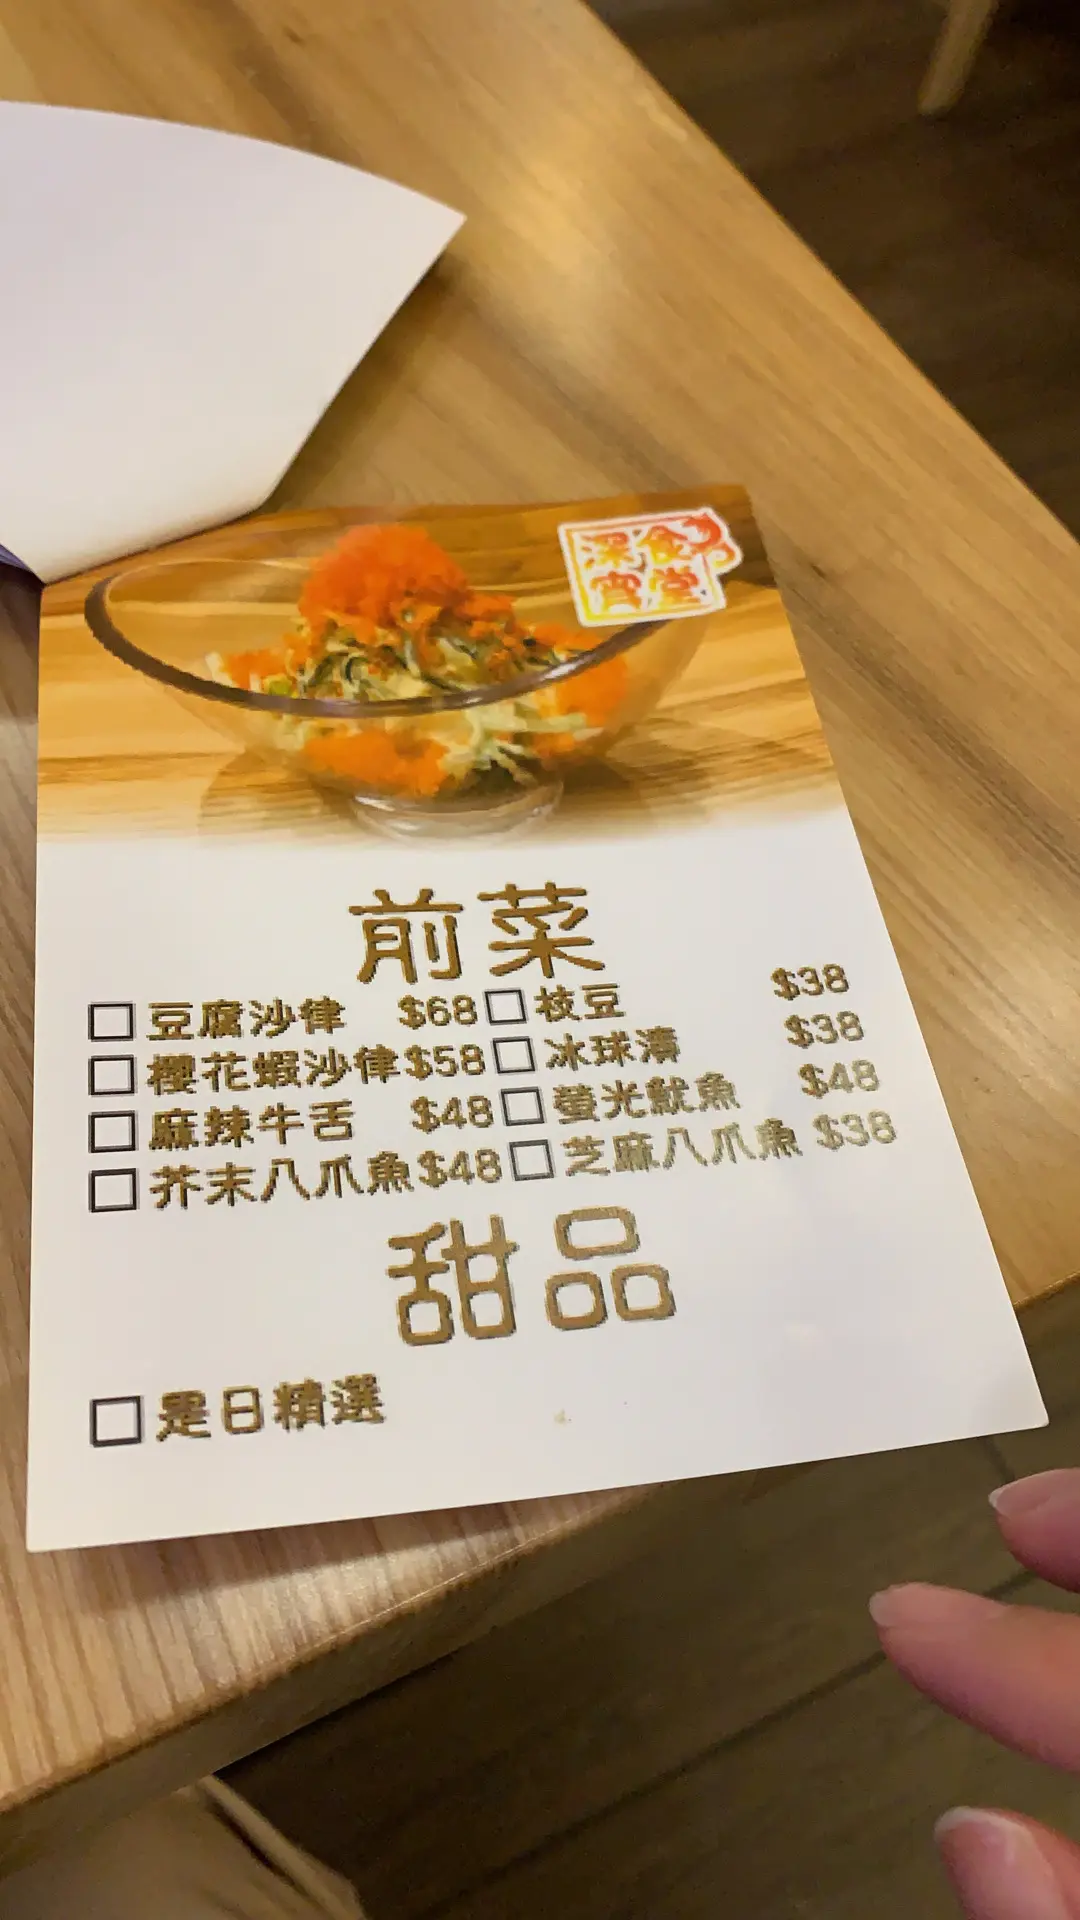 深宵食堂
前菜
□豆腐沙律 $68 □枝豆 $38
□櫻花蝦沙律$58 □冰球漬 $38
□麻辣牛舌 $48 □螢光魷魚 $48
□芥末八爪魚$48 □芝麻八爪魚 $38
甜品
□是日精選